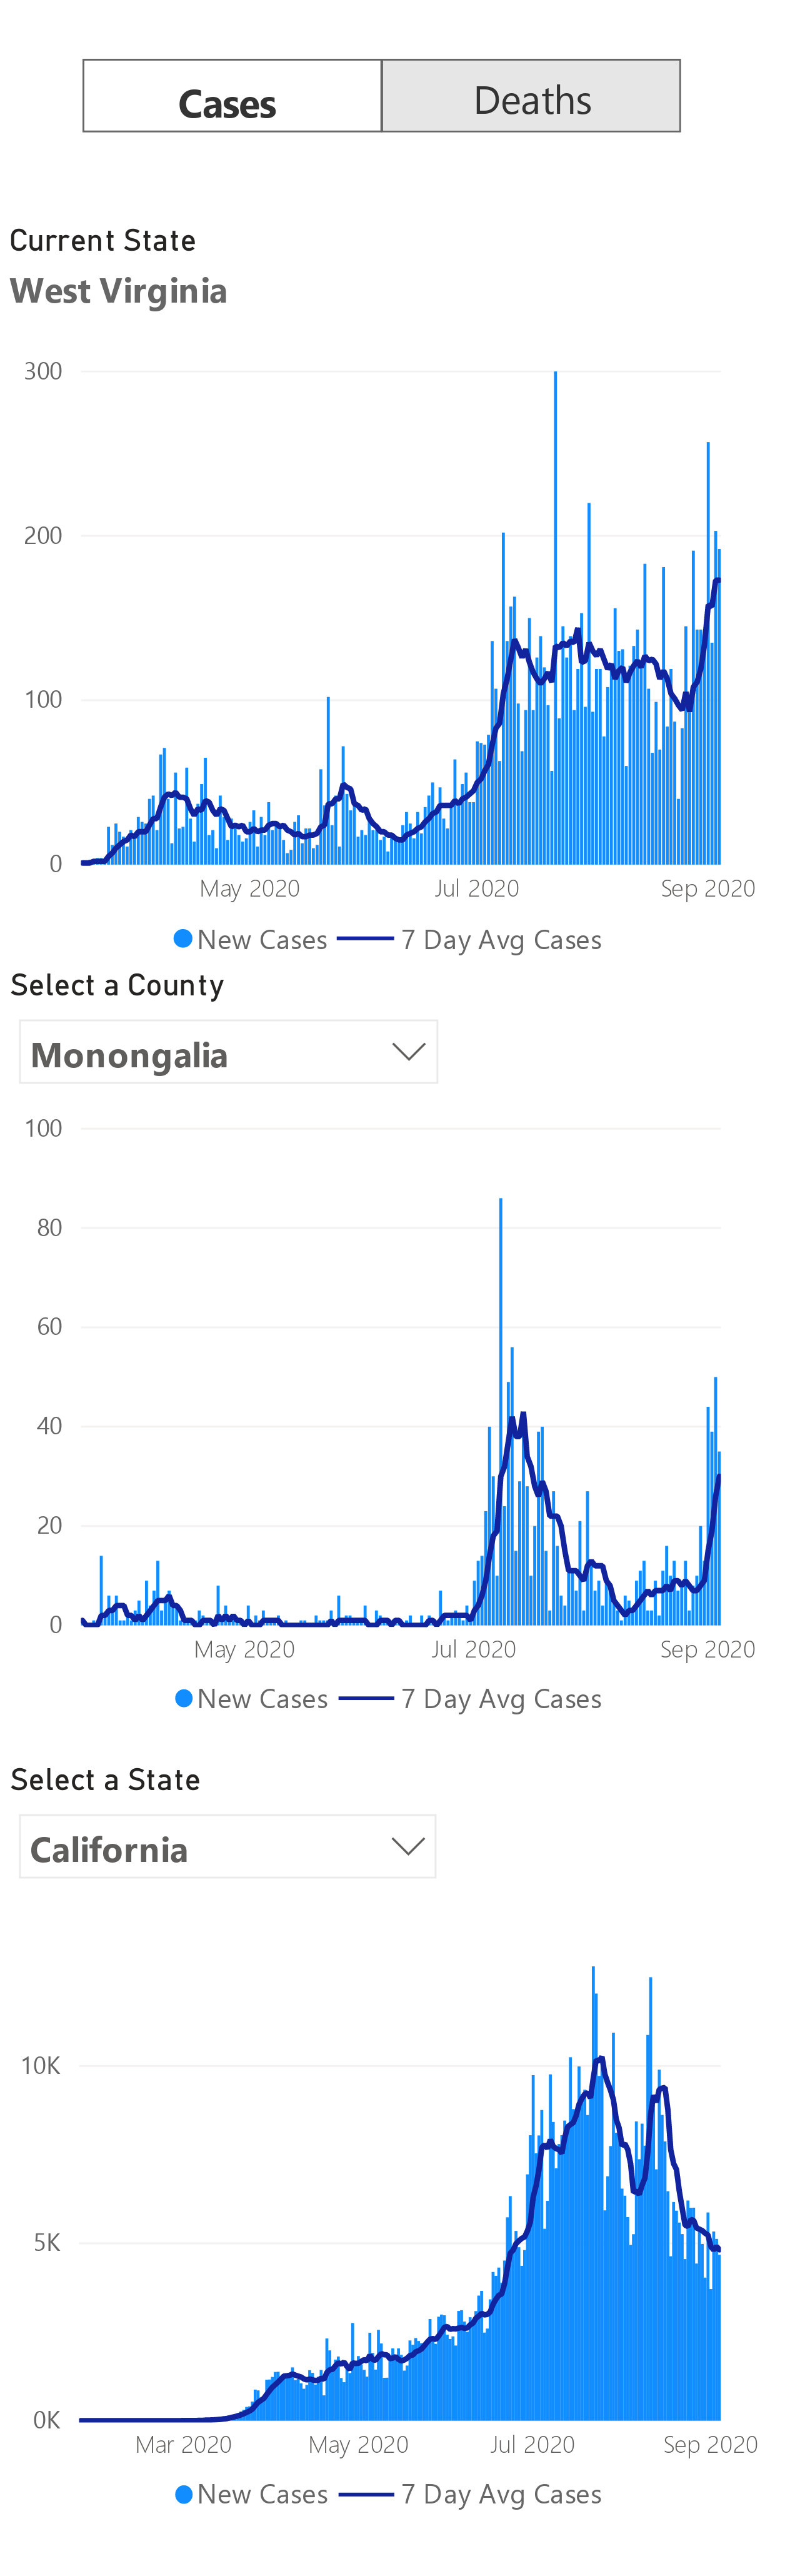 Cases Deaths
Current State
West Virginia
300
200
100
0
May 2020 Jul 2020 Sep 2020
New Cases 7 Day Avg Cases
Select a County
Monongalia
100
80
60
40
20
0
May 2020 Jul 2020 Sep 2020
New Cases 7 Day Avg Cases
Select a State
California
10K
5K
0K
Mar 2020 May 2020 Jul 2020 Sep 2020
New Cases 7 Day Avg Cases